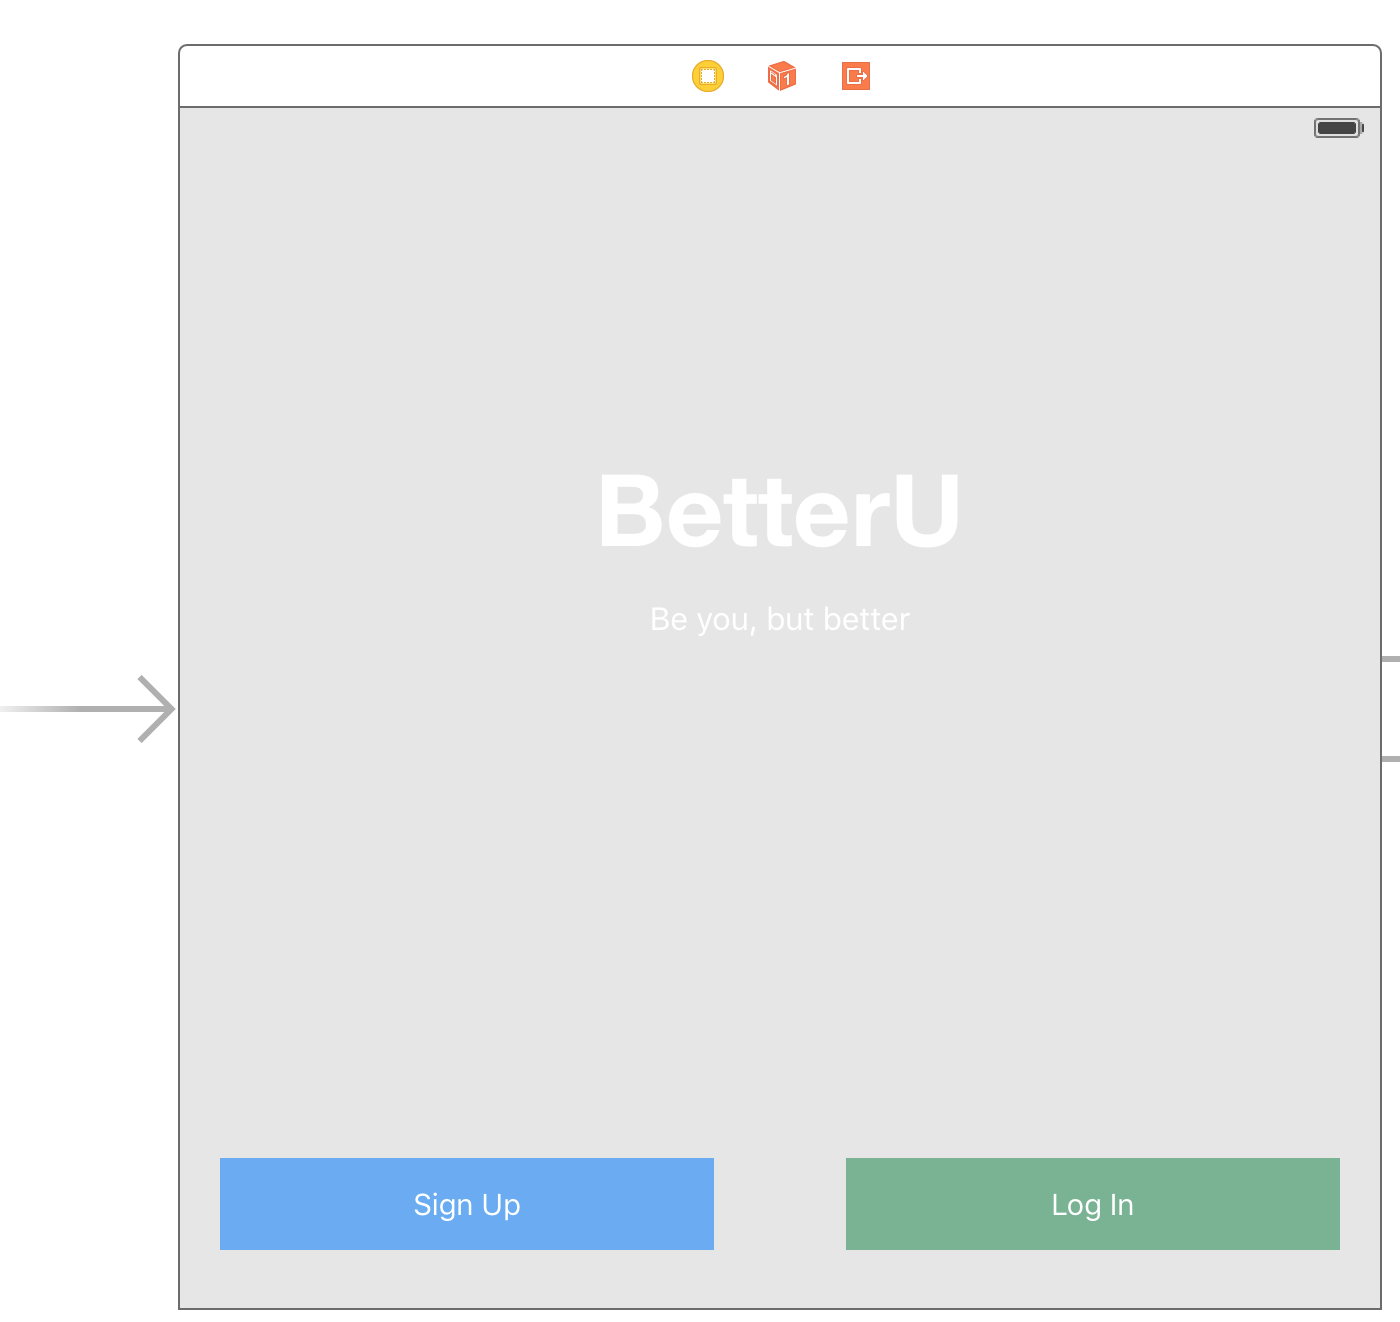 BetterU
Be you, but better
Sign Up
Log In